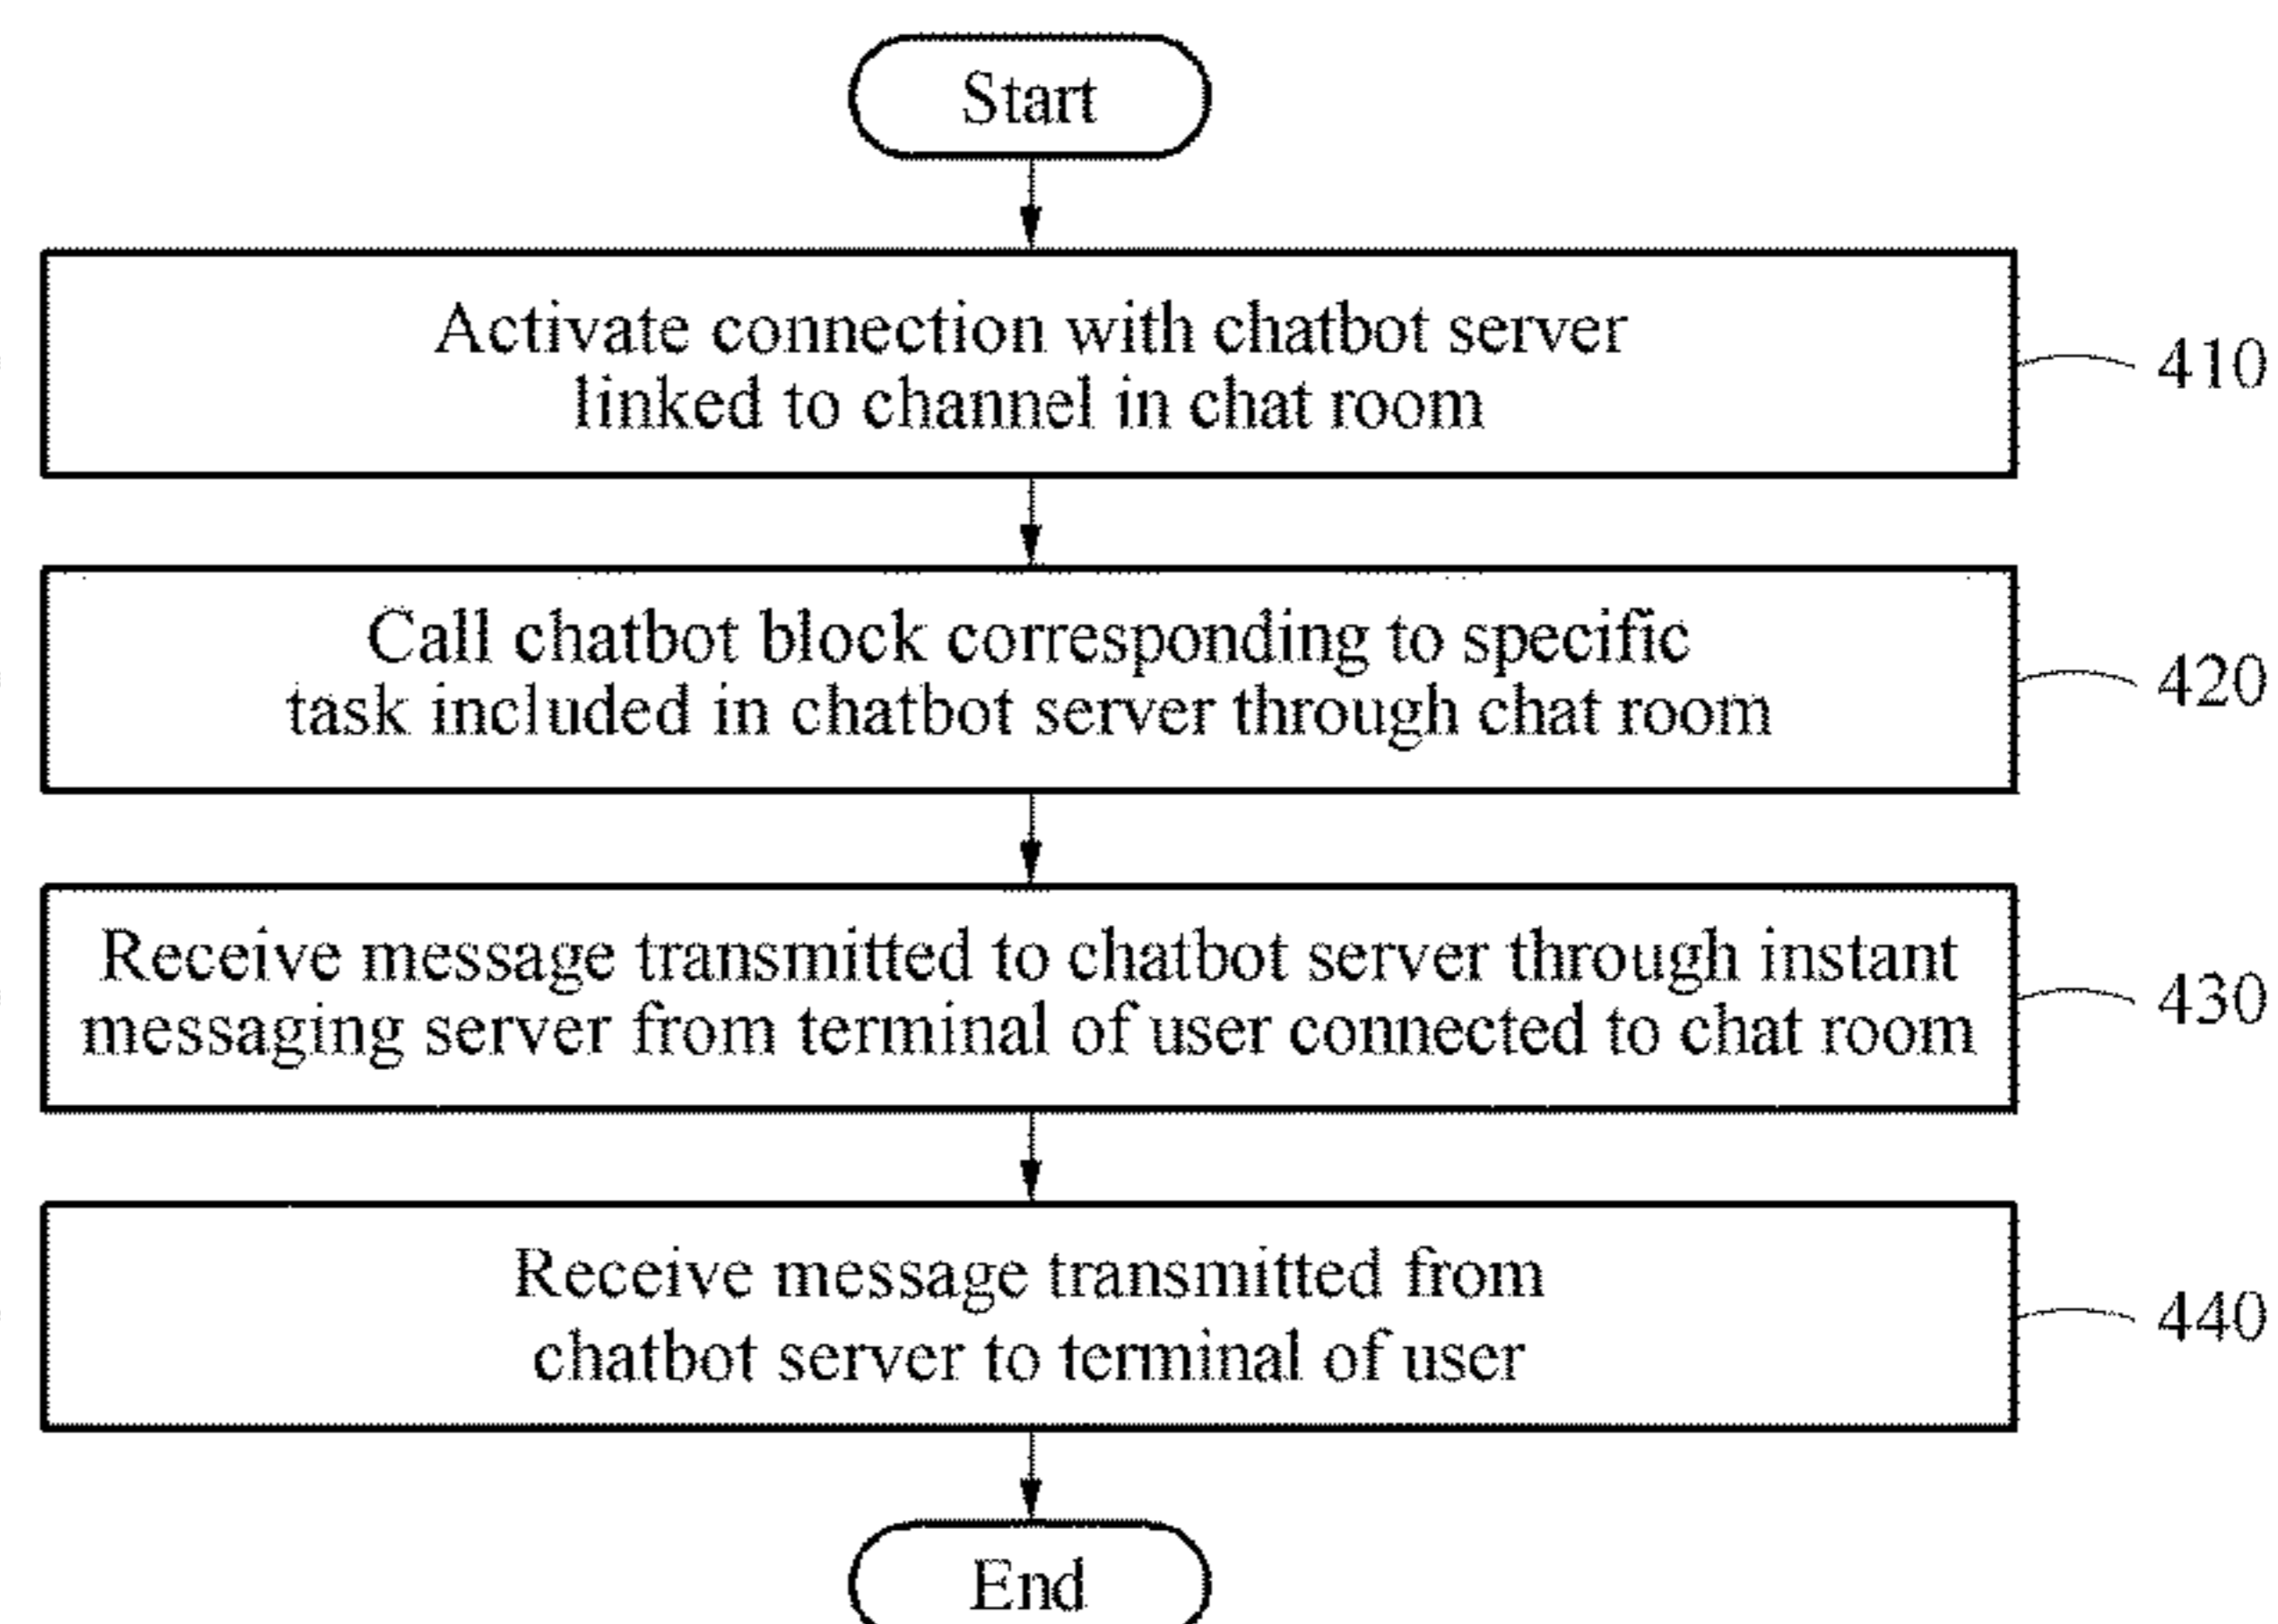 Start
Activate connection with chatbot server
linked to channel in chat room
410
Call chatbot block corresponding to specific
task included in chatbot server through chat room
420
Receive message transmitted to chatbot server through instant
messaging server from terminal of user connected to chat room
430
Receive message transmitted from
chatbot server to terminal of user
440
End